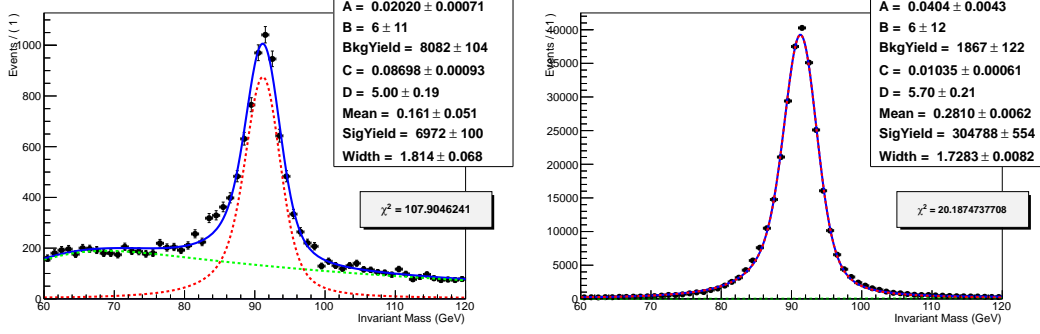 A = 0.02020 ± 0.00071
B = 6 ± 11
BkgYield = 8082 ± 104
C = 0.08698 ± 0.00093
D = 5.00 ± 0.19
Mean = 0.161 ± 0.051
SigYield = 6972 ± 100
Width = 1.814 ± 0.068
χ² = 107.9046241
Events / ( 1 )
1000
800
600
400
200
0
60 70 80 90 100 110 120
Invariant Mass (GeV)
A = 0.0404 ± 0.0043
B = 6 ± 12
BkgYield = 1867 ± 122
C = 0.01035 ± 0.00061
D = 5.70 ± 0.21
Mean = 0.2810 ± 0.0062
SigYield = 304788 ± 554
Width = 1.7283 ± 0.0082
χ² = 20.1874737708
Events / ( 1 )
40000
35000
30000
25000
20000
15000
10000
5000
0
60 70 80 90 100 110 120
Invariant Mass (GeV)